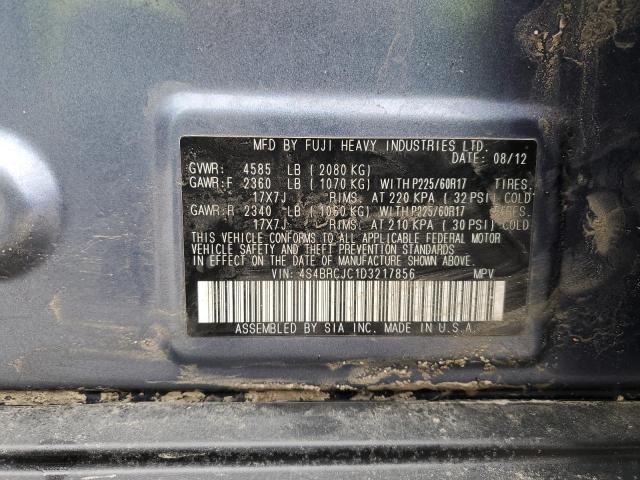 MFD BY FUJI HEAVY INDUSTRIES LTD.
DATE: 08/12
GVWR: 4585 LB (2080 KG)
GAWR:F 2360 LB (1070 KG) WITH P225/60R17 TIRES.
17X7J RIMS. AT 220 KPA (32 PSI) COLD
GAWR:R 2340 LB (1060 KG) WITH P225/60R17 TIRES.
17X7J RIMS. AT 210 KPA (30 PSI) COLD
THIS VEHICLE CONFORMS TO ALL APPLICABLE FEDERAL MOTOR
VEHICLE SAFETY AND THEFT PREVENTION STANDARDS
IN EFFECT ON DATE OF MANUFACTURE SHOWN ABOVE.
VIN: 4S4BRCJC1D3217856 MPV
ASSEMBLED BY SIA INC. MADE IN U.S.A.